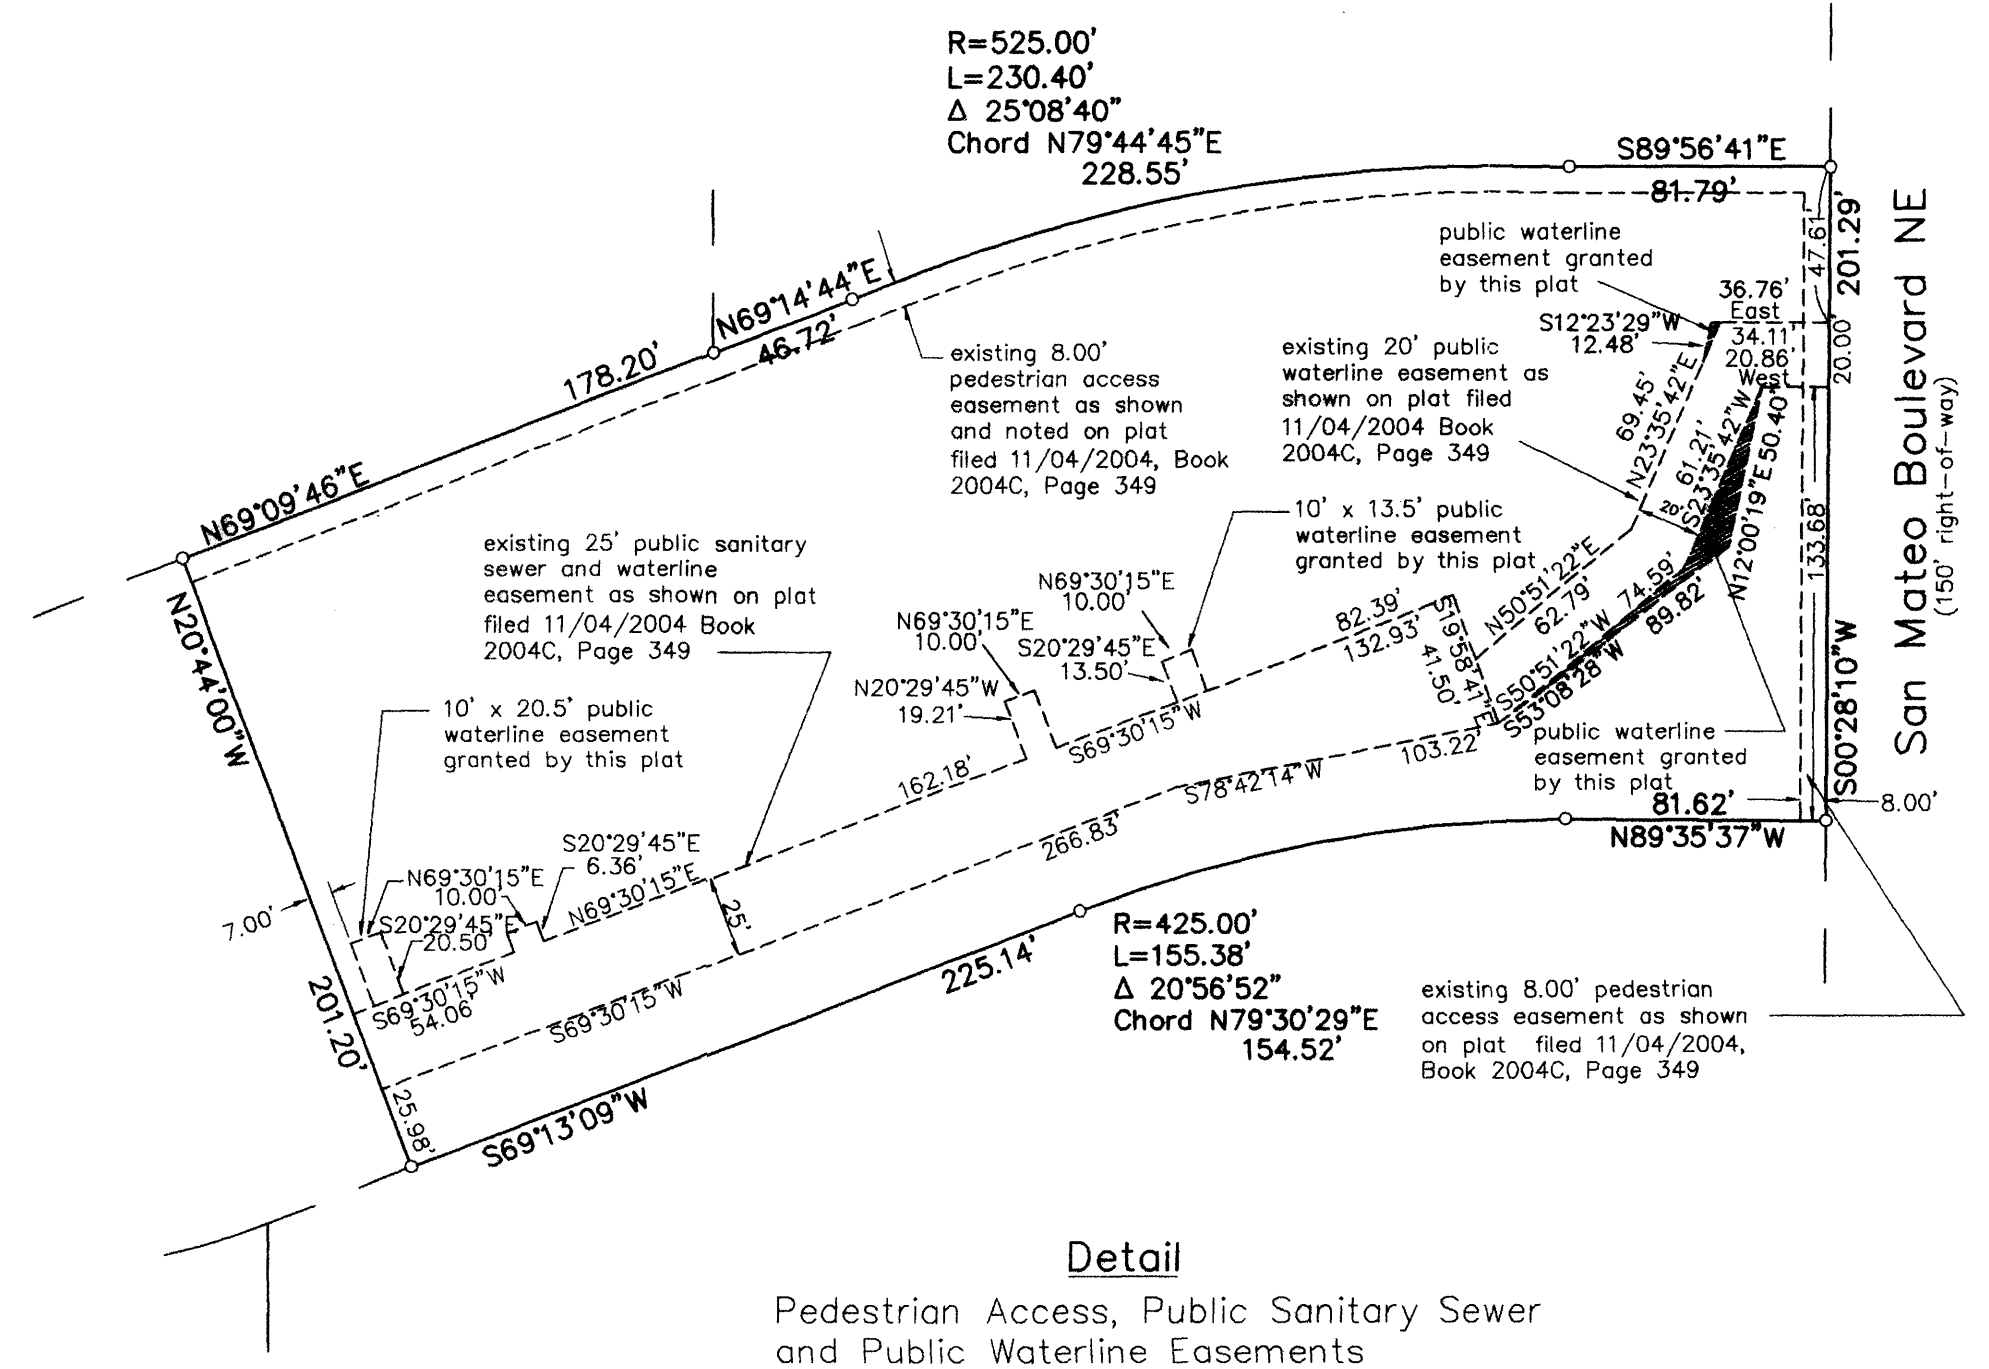 R=525.00'
L=230.40'
Δ 25°08'40"
Chord N79°44'45"E
228.55'
S89°56'41"E
81.79'
47.61'
201.29'
San Mateo Boulevard NE
(150' right-of-way)
public waterline
easement granted
by this plat
36.76'
East
34.11'
20.86'
West
20.00'
S12°23'29"W
12.48'
N69°14'44"E
46.72'
178.20'
N69°09'46"E
existing 8.00'
pedestrian access
easement as shown
and noted on plat
filed 11/04/2004, Book
2004C, Page 349
existing 20' public
waterline easement as
shown on plat filed
11/04/2004 Book
2004C, Page 349
69.45'
N23°35'42"E
61.21'
S23°35'42"W
20'
N12°00'19"E 50.40'
133.68'
10' x 13.5' public
waterline easement
granted by this plat
existing 25' public sanitary
sewer and waterline
easement as shown on plat
filed 11/04/2004 Book
2004C, Page 349
N69°30'15"E
10.00'
N69°30'15"E
10.00'
S20°29'45"E
13.50'
82.39'
132.93'
S19°58'41"E
41.50'
N50°51'22"E
62.79'
S50°51'22"W 74.59'
S53°08'28"W 89.82'
N20°44'00"W
201.20'
10' x 20.5' public
waterline easement
granted by this plat
N20°29'45"W
19.21'
S69°30'15"W
162.18'
103.22'
S78°42'14"W
266.83'
public waterline
easement granted
by this plat
S00°28'10"W
81.62'
8.00'
N89°35'37"W
S20°29'45"E
6.36'
N69°30'15"E
10.00'
S20°29'45"E
20.50'
N69°30'15"E
25'
7.00'
S69°30'15"W
54.06'
S69°30'15"W
25.98'
225.14'
S69°13'09"W
R=425.00'
L=155.38'
Δ 20°56'52"
Chord N79°30'29"E
154.52'
existing 8.00' pedestrian
access easement as shown
on plat filed 11/04/2004,
Book 2004C, Page 349
Detail
Pedestrian Access, Public Sanitary Sewer
and Public Waterline Easements